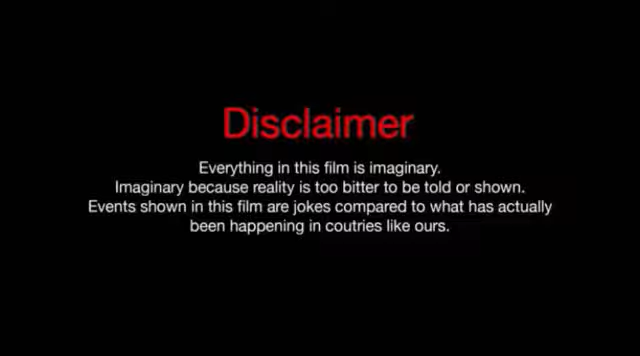 Disclaimer
Everything in this film is imaginary.
Imaginary because reality is too bitter to be told or shown.
Events shown in this film are jokes compared to what has actually
been happening in coutries like ours.